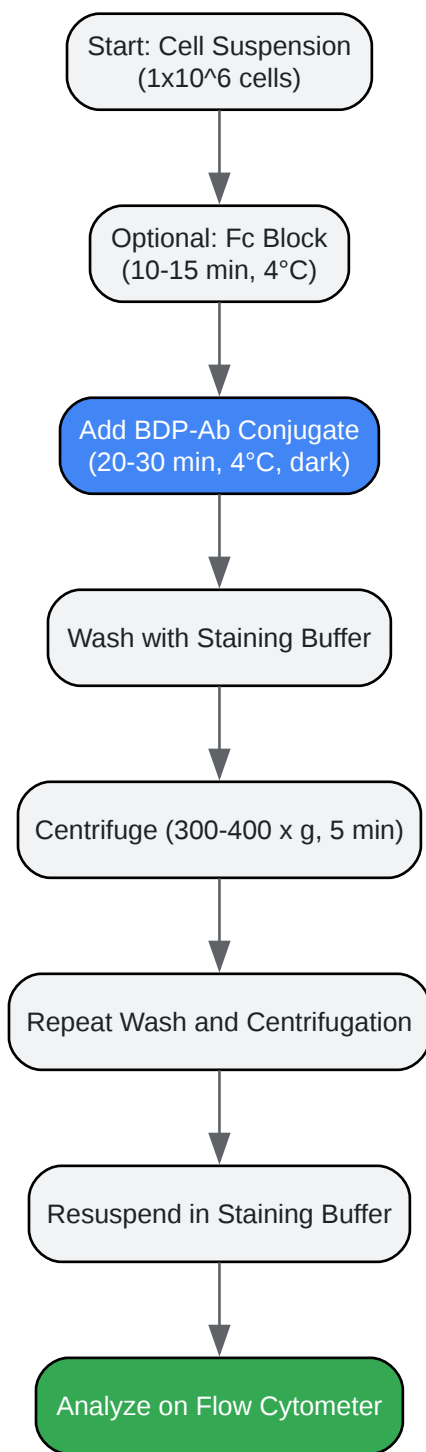 Start: Cell Suspension
(1x10^6 cells)
Optional: Fc Block
(10-15 min, 4°C)
Add BDP-Ab Conjugate
(20-30 min, 4°C, dark)
Wash with Staining Buffer
Centrifuge (300-400 x g, 5 min)
Repeat Wash and Centrifugation
Resuspend in Staining Buffer
Analyze on Flow Cytometer